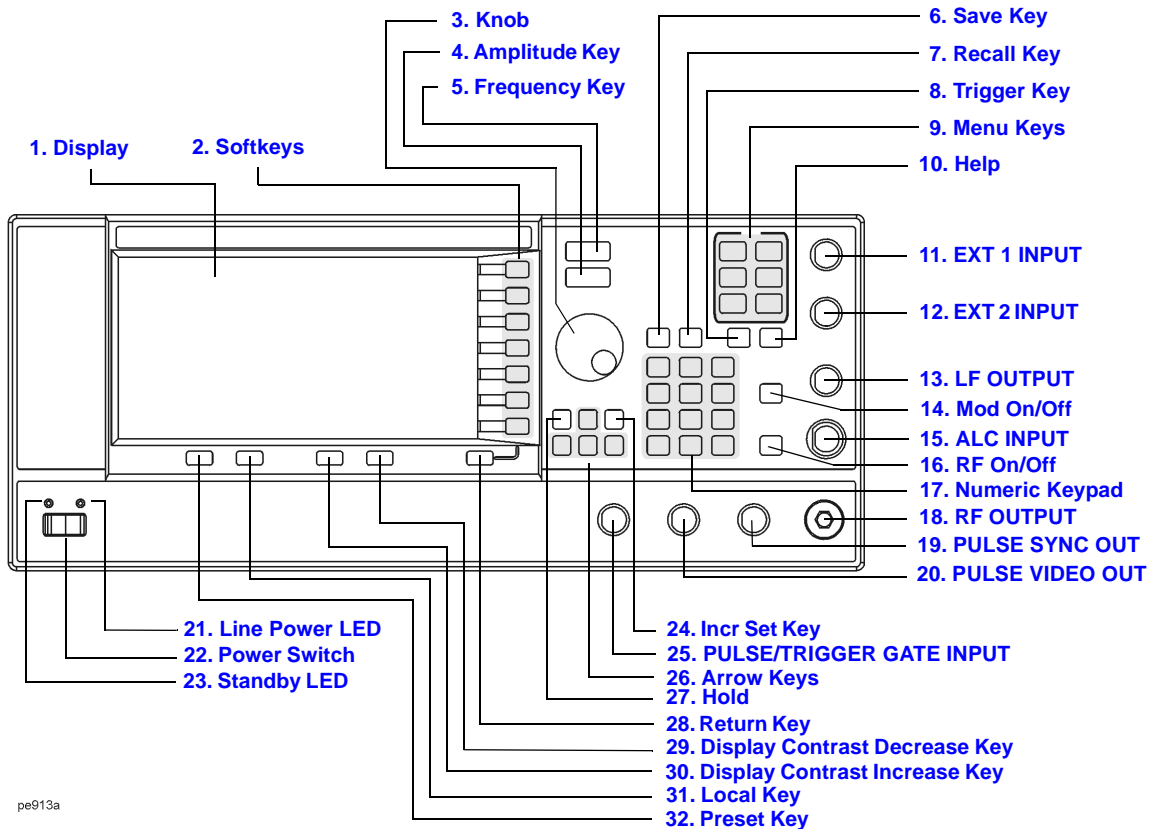 3. Knob
4. Amplitude Key
5. Frequency Key
1. Display
2. Softkeys
6. Save Key
7. Recall Key
8. Trigger Key
9. Menu Keys
10. Help
11. EXT 1 INPUT
12. EXT 2 INPUT
13. LF OUTPUT
14. Mod On/Off
15. ALC INPUT
16. RF On/Off
17. Numeric Keypad
18. RF OUTPUT
19. PULSE SYNC OUT
20. PULSE VIDEO OUT
21. Line Power LED
22. Power Switch
23. Standby LED
24. Incr Set Key
25. PULSE/TRIGGER GATE INPUT
26. Arrow Keys
27. Hold
28. Return Key
29. Display Contrast Decrease Key
30. Display Contrast Increase Key
31. Local Key
32. Preset Key
pe913a